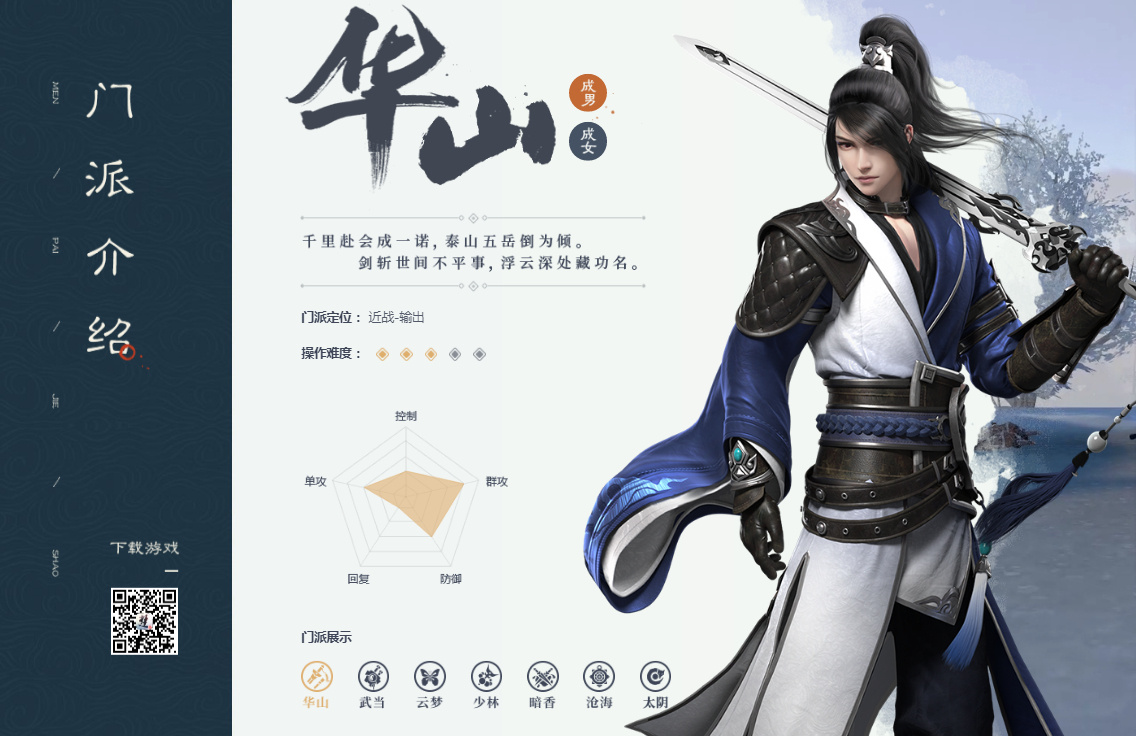 门派介绍
MEN / PAI / JIE / SHAO
下载游戏
华山
成男
成女
千里赴会成一诺，泰山五岳倒为倾。
剑斩世间不平事，浮云深处藏功名。
门派定位： 近战-输出
操作难度：
控制
单攻
群攻
回复
防御
门派展示
华山 武当 云梦 少林 暗香 沧海 太阴